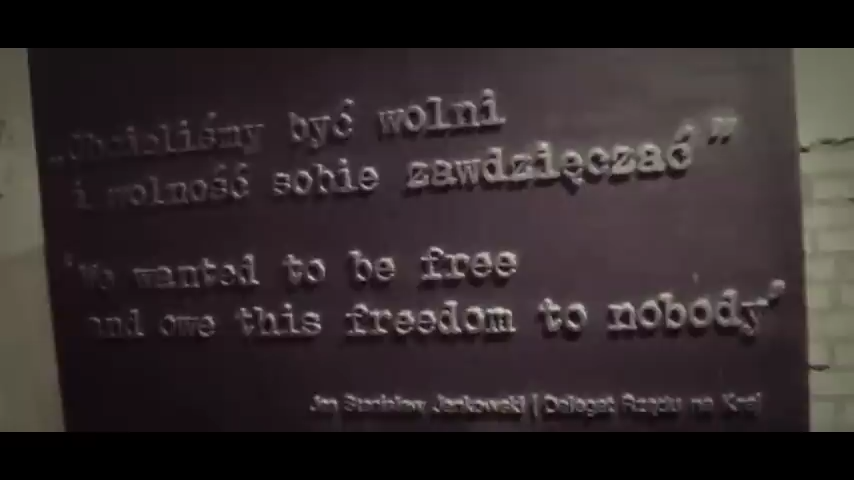 „Chcieliśmy być wolni
i wolność sobie zawdzięczać”
"We wanted to be free
and owe this freedom to nobody"
Jan Stanisław Jankowski | Delegat Rządu na Kraj